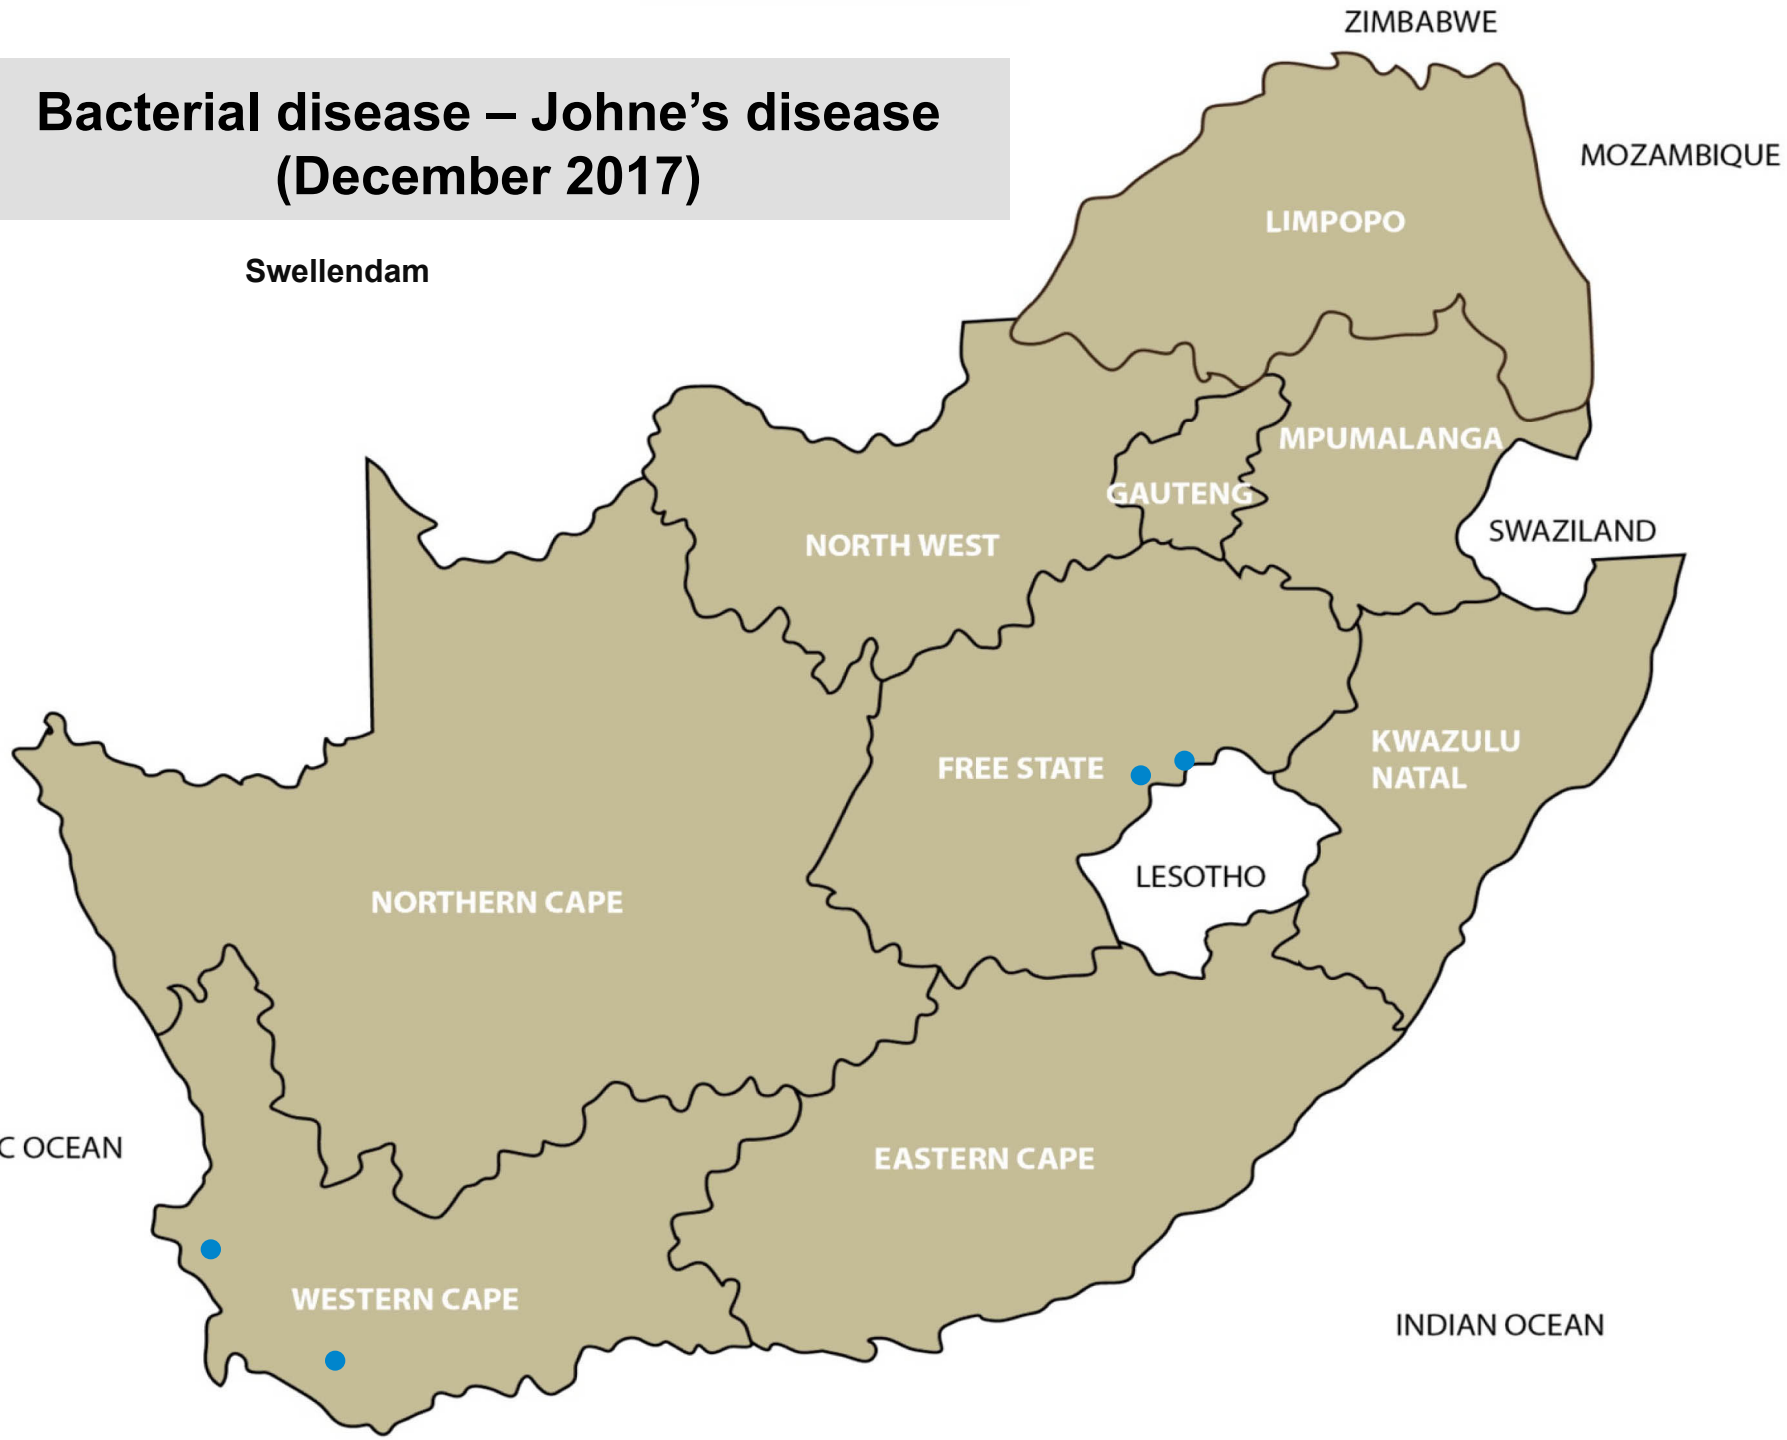 ZIMBABWE
Bacterial disease – Johne’s disease
(December 2017)
MOZAMBIQUE
LIMPOPO
Swellendam
MPUMALANGA
GAUTENG
SWAZILAND
NORTH WEST
KWAZULU
NATAL
FREE STATE
LESOTHO
NORTHERN CAPE
C OCEAN
EASTERN CAPE
WESTERN CAPE
INDIAN OCEAN